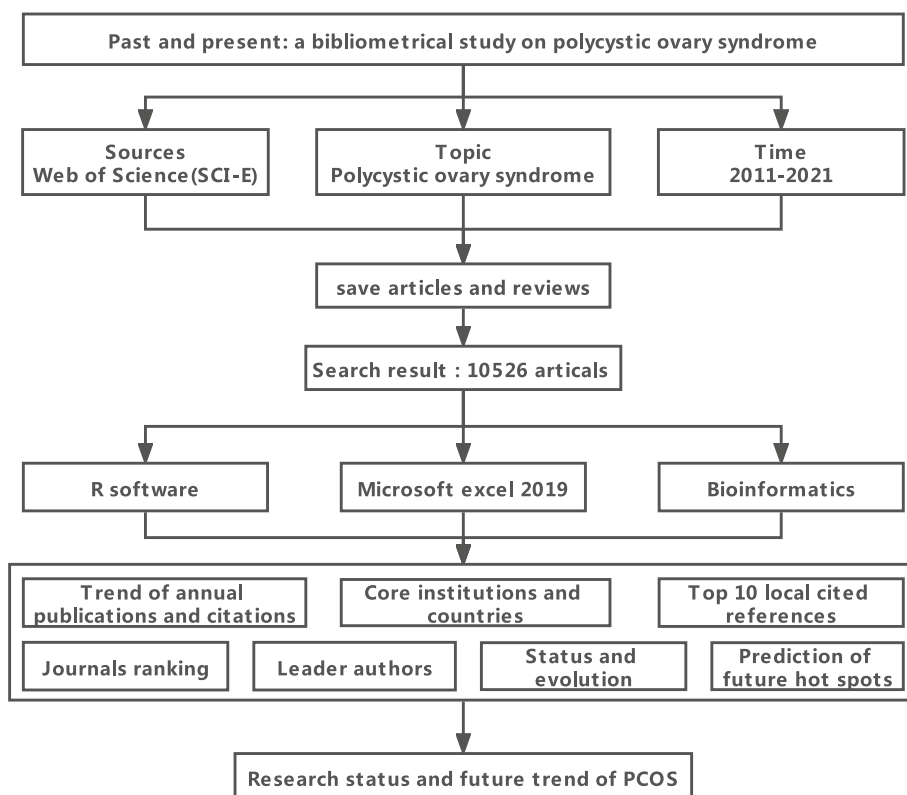 Past and present: a bibliometrical study on polycystic ovary syndrome
Sources
Web of Science(SCI-E)
Topic
Polycystic ovary syndrome
Time
2011-2021
save articles and reviews
Search result : 10526 articals
R software
Microsoft excel 2019
Bioinformatics
Trend of annual
publications and citations
Core institutions and
countries
Top 10 local cited
references
Journals ranking
Leader authors
Status and
evolution
Prediction of
future hot spots
Research status and future trend of PCOS